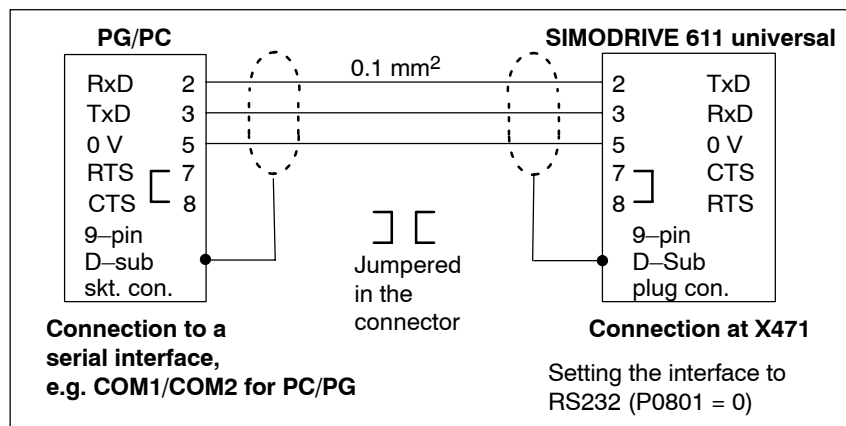 PG/PC
SIMODRIVE 611 universal
0.1 mm²
RxD 2
TxD 3
0 V 5
RTS 7
CTS 8
9–pin
D–sub
skt. con.
2 TxD
3 RxD
5
7 CTS
8 RTS
9–pin
D–Sub
plug con.
Jumpered
in the
connector
Connection to a
serial interface,
e.g. COM1/COM2 for PC/PG
Connection at X471
Setting the interface to
RS232 (P0801 = 0)